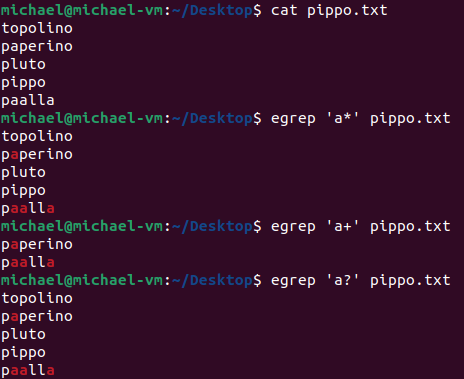 michael@michael-vm:~/Desktop$ cat pippo.txt
topolino
paperino
pluto
pippo
paalla
michael@michael-vm:~/Desktop$ egrep 'a*' pippo.txt
topolino
paperino
pluto
pippo
paalla
michael@michael-vm:~/Desktop$ egrep 'a+' pippo.txt
paperino
paalla
michael@michael-vm:~/Desktop$ egrep 'a?' pippo.txt
topolino
paperino
pluto
pippo
paalla